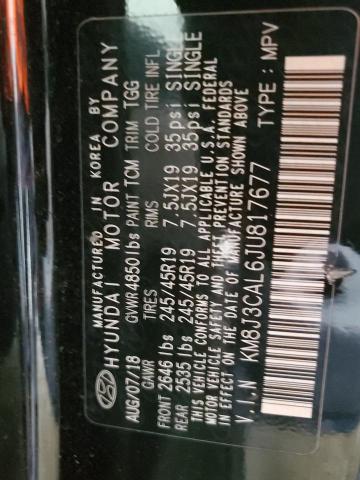 MANUFACTURED IN KOREA BY
HYUNDAI MOTOR COMPANY
AUG/07/18 GVWR 4850 lbs PAINT TCM TRIM TGG
GAWR TIRES RIMS COLD TIRE INFL
FRONT 2646 lbs 245/45R19 7.5JX19 35psi SINGLE
REAR 2535 lbs 245/45R19 7.5JX19 35psi SINGLE
THIS VEHICLE CONFORMS TO ALL APPLICABLE U.S.A. FEDERAL
MOTOR VEHICLE SAFETY AND THEFT PREVENTION STANDARDS
IN EFFECT ON THE DATE OF MANUFACTURE SHOWN ABOVE
V.I.N KM8J3CAL6JU817677 TYPE: MPV